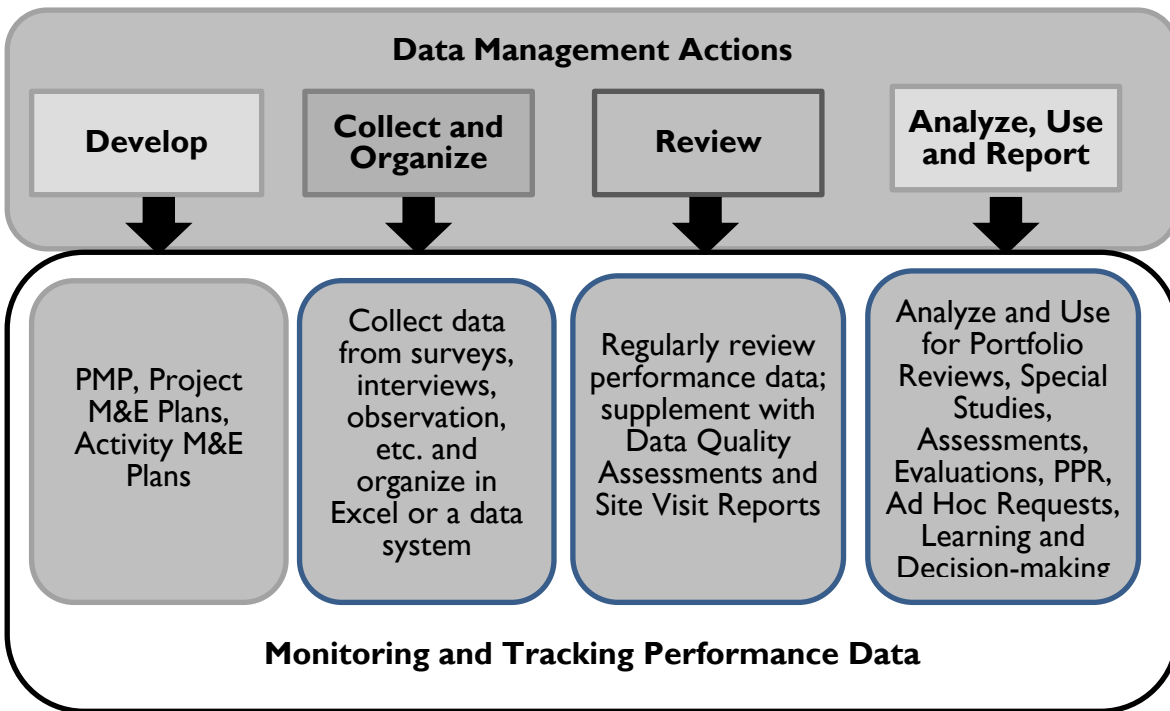 Data Management Actions
Develop
Collect and
Organize
Review
Analyze, Use
and Report
PMP, Project
M&E Plans,
Activity M&E
Plans
Collect data
from surveys,
interviews,
observation,
etc. and
organize in
Excel or a data
system
Regularly review
performance data;
supplement with
Data Quality
Assessments and
Site Visit Reports
Analyze and Use
for Portfolio
Reviews, Special
Studies,
Assessments,
Evaluations, PPR,
Ad Hoc Requests,
Learning and
Decision-making
Monitoring and Tracking Performance Data